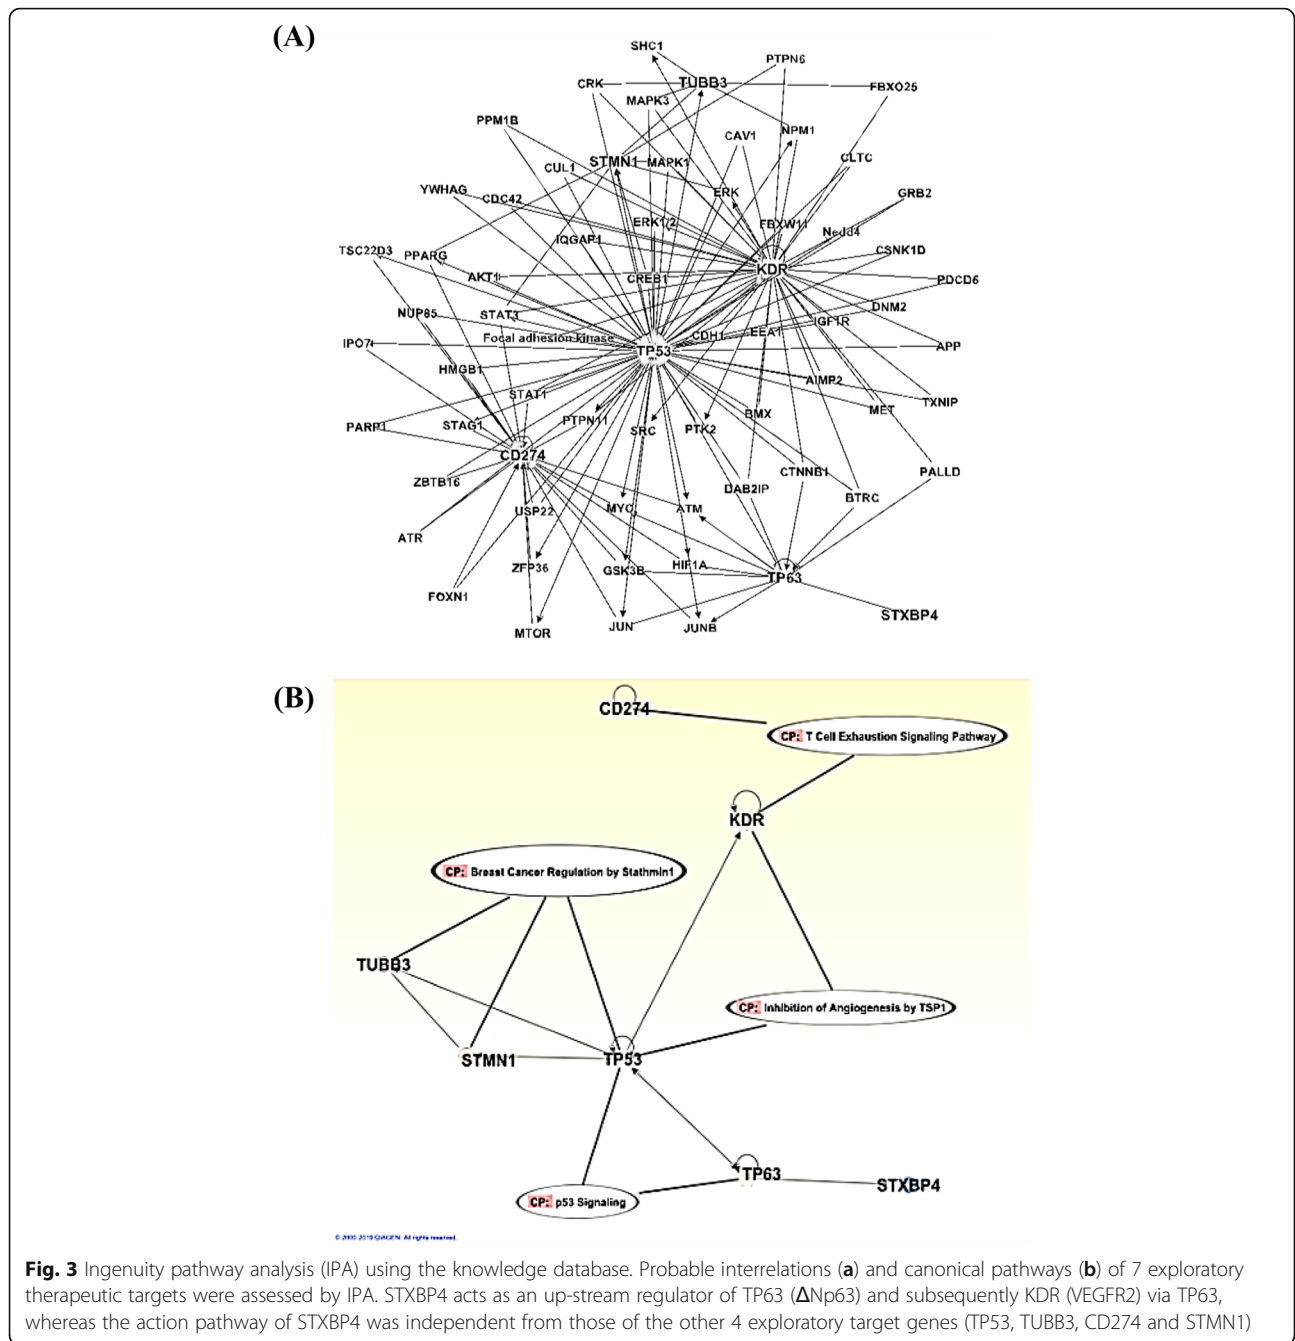 (A)
SHC1
PTPN6
CRK
TUBB3
FBXO25
MAPK3
PPM1B
CAV1
NPM1
STMN1
MAPK1
CLTC
CUL1
YWHAG
CDC42
ERK
GRB2
ERK1/2
FBXW11
Nedd4
IQGAP1
TSC22D3
PPARG
CSNK1D
KDR
AKT1
CREB1
PDCD6
NUP85
STAT3
DNM2
IGF1R
Focal adhesion kinase
CDH1
EEA1
IPO7
TP53
APP
HMGB1
AIMP2
STAT1
TXNIP
PARP1
STAG1
PTPN11
SRC
PTK2
BMX
MET
CD274
ZBTB16
CTNNB1
PALLD
DAB2IP
BTRC
USP22
MYC
ATM
ATR
ZFP36
GSK3B
HIF1A
TP63
FOXN1
STXBP4
MTOR
JUN
JUNB
(B)
CD274
CP: T Cell Exhaustion Signaling Pathway
KDR
CP: Breast Cancer Regulation by Stathmin1
TUBB3
CP: Inhibition of Angiogenesis by TSP1
STMN1
TP53
TP63
STXBP4
CP: p53 Signaling
© 2000-2019 QIAGEN. All rights reserved.
Fig. 3 Ingenuity pathway analysis (IPA) using the knowledge database. Probable interrelations (a) and canonical pathways (b) of 7 exploratory
therapeutic targets were assessed by IPA. STXBP4 acts as an up-stream regulator of TP63 (ΔNp63) and subsequently KDR (VEGFR2) via TP63,
whereas the action pathway of STXBP4 was independent from those of the other 4 exploratory target genes (TP53, TUBB3, CD274 and STMN1)